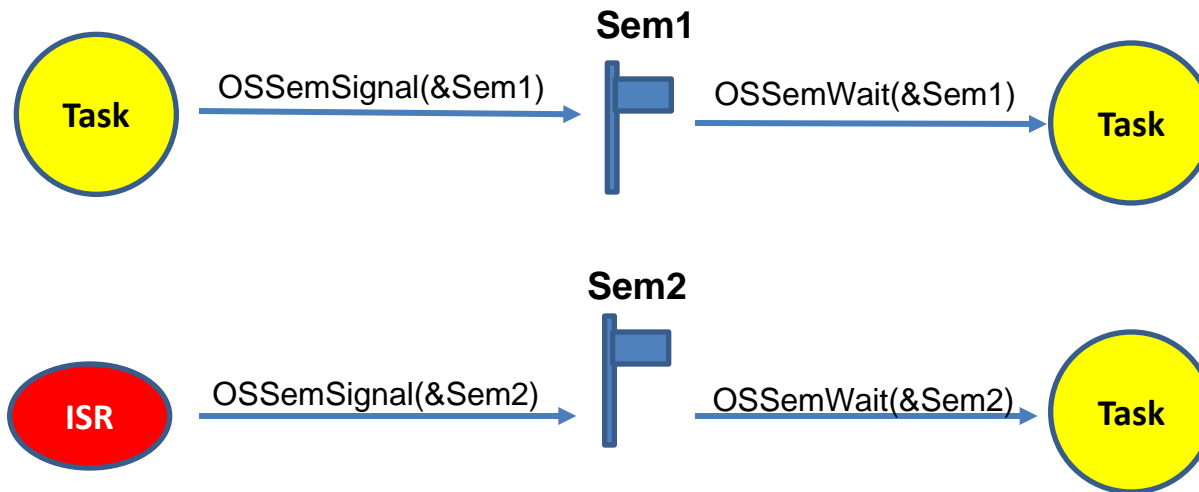 Sem1
Task
OSSemSignal(&Sem1)
OSSemWait(&Sem1)
Task
Sem2
ISR
OSSemSignal(&Sem2)
OSSemWait(&Sem2)
Task